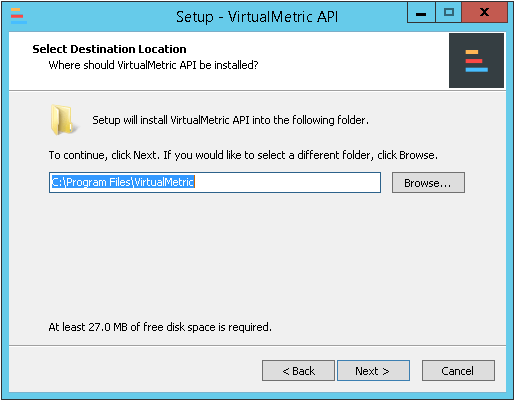 Setup - VirtualMetric API
Select Destination Location
Where should VirtualMetric API be installed?
Setup will install VirtualMetric API into the following folder.
To continue, click Next. If you would like to select a different folder, click Browse.
C:\Program Files\VirtualMetric
Browse...
At least 27.0 MB of free disk space is required.
< Back
Next >
Cancel